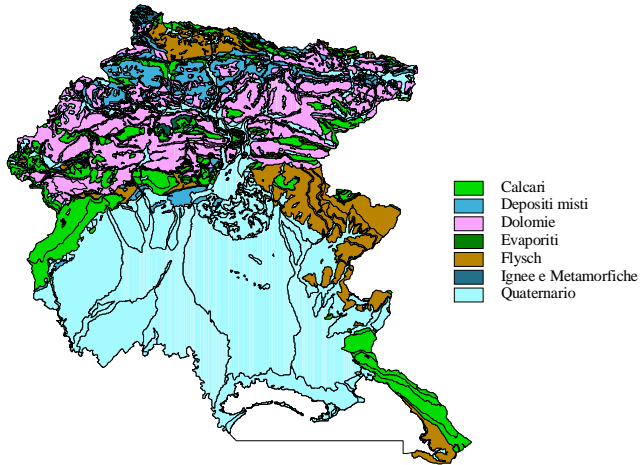 Calcari
Depositi misti
Dolomie
Evaporiti
Flysch
Ignee e Metamorfiche
Quaternario